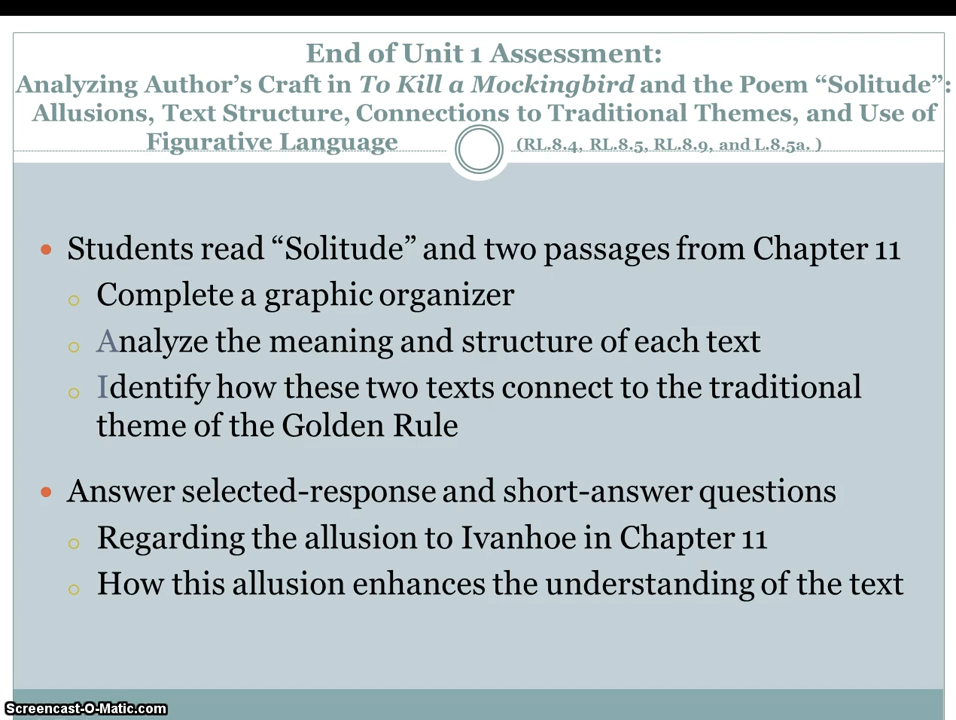 End of Unit 1 Assessment:
Analyzing Author's Craft in To Kill a Mockingbird and the Poem “Solitude”:
Allusions, Text Structure, Connections to Traditional Themes, and Use of
Figurative Language (RL.8.4, RL.8.5, RL.8.9, and L.8.5a. )
• Students read “Solitude” and two passages from Chapter 11
o Complete a graphic organizer
o Analyze the meaning and structure of each text
o Identify how these two texts connect to the traditional
theme of the Golden Rule
• Answer selected-response and short-answer questions
o Regarding the allusion to Ivanhoe in Chapter 11
o How this allusion enhances the understanding of the text
Screencast-O-Matic.com